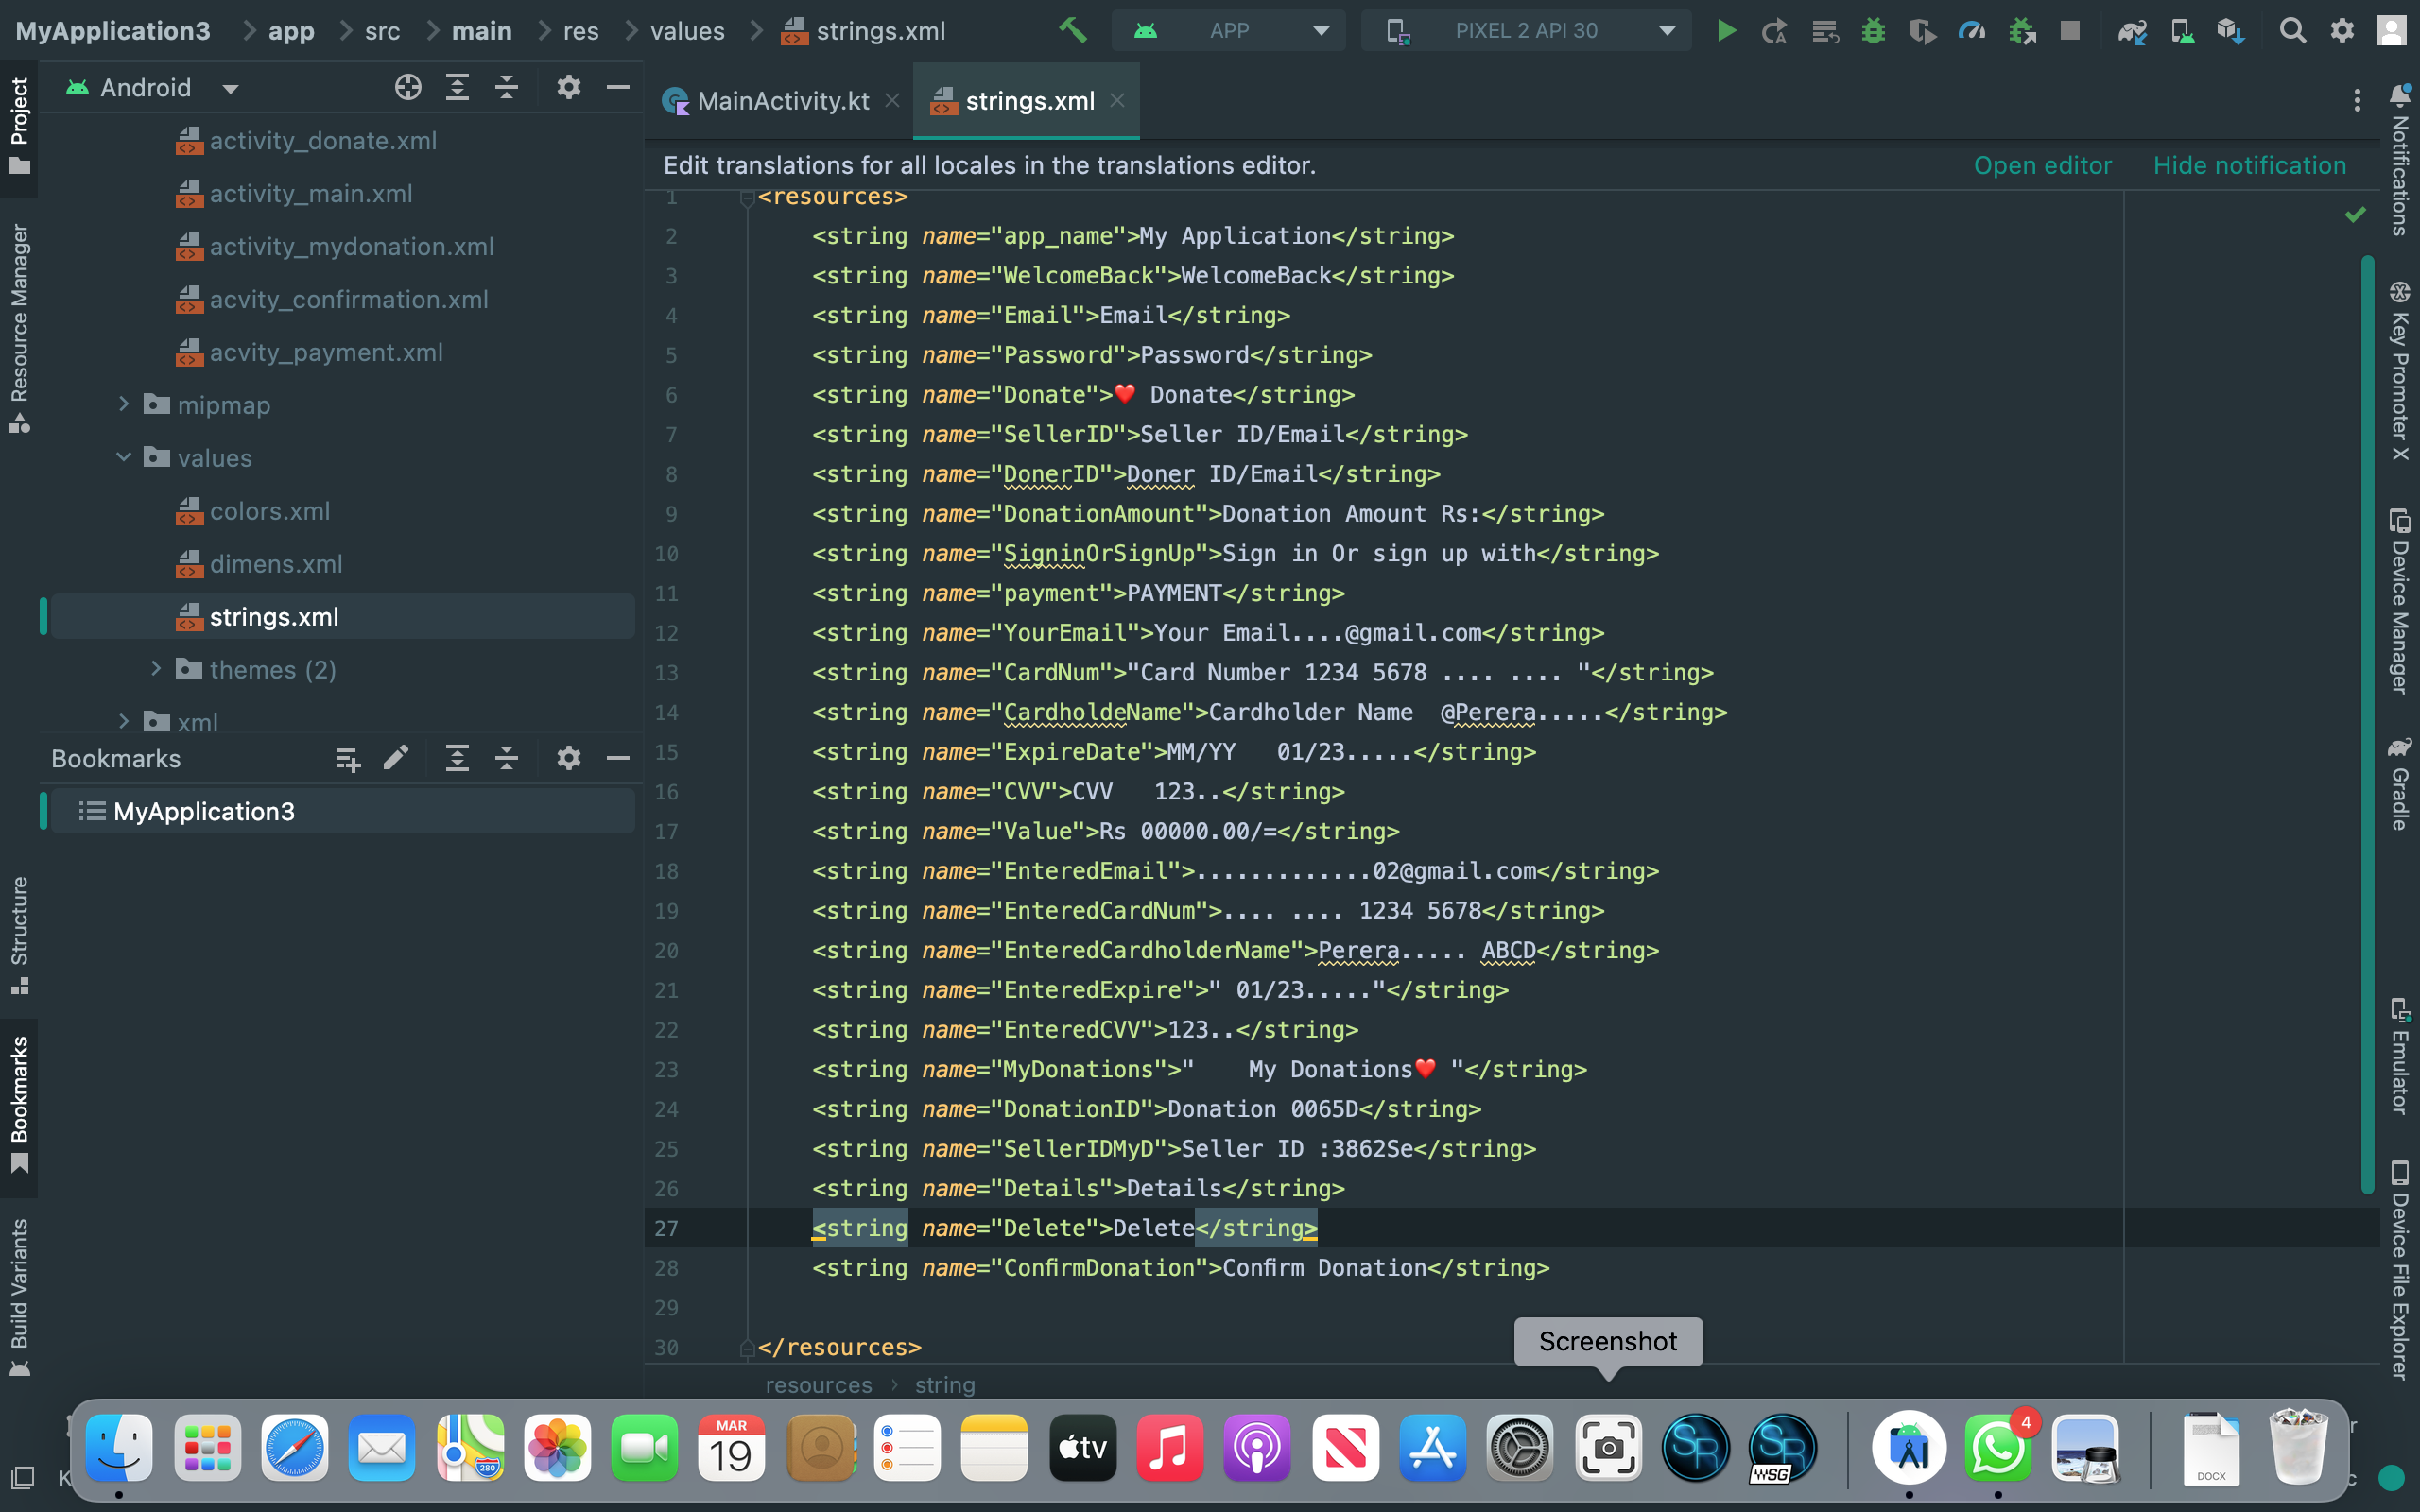 MyApplication3 app src main res values strings.xml APP PIXEL 2 API 30
Project
Android
MainActivity.kt
strings.xml
Edit translations for all locales in the translations editor. Open editor Hide notification
activity_donate.xml
activity_main.xml
activity_mydonation.xml
acvity_confirmation.xml
acvity_payment.xml
mipmap
values
colors.xml
dimens.xml
strings.xml
themes (2)
xml
Bookmarks
MyApplication3
Resource Manager
Structure
Bookmarks
Build Variants
1 <resources>
2 <string name="app_name">My Application</string>
3 <string name="WelcomeBack">WelcomeBack</string>
4 <string name="Email">Email</string>
5 <string name="Password">Password</string>
6 <string name="Donate">❤️ Donate</string>
7 <string name="SellerID">Seller ID/Email</string>
8 <string name="DonerID">Doner ID/Email</string>
9 <string name="DonationAmount">Donation Amount Rs:</string>
10 <string name="SigninOrSignUp">Sign in Or sign up with</string>
11 <string name="payment">PAYMENT</string>
12 <string name="YourEmail">Your Email....@gmail.com</string>
13 <string name="CardNum">"Card Number 1234 5678 .... .... "</string>
14 <string name="CardholdeName">Cardholder Name  @Perera.....</string>
15 <string name="ExpireDate">MM/YY   01/23.....</string>
16 <string name="CVV">CVV   123..</string>
17 <string name="Value">Rs 00000.00/=</string>
18 <string name="EnteredEmail">.............02@gmail.com</string>
19 <string name="EnteredCardNum">.... .... 1234 5678</string>
20 <string name="EnteredCardholderName">Perera..... ABCD</string>
21 <string name="EnteredExpire">" 01/23....."</string>
22 <string name="EnteredCVV">123..</string>
23 <string name="MyDonations">"    My Donations❤️ "</string>
24 <string name="DonationID">Donation 0065D</string>
25 <string name="SellerIDMyD">Seller ID :3862Se</string>
26 <string name="Details">Details</string>
27 <string name="Delete">Delete</string>
28 <string name="ConfirmDonation">Confirm Donation</string>
29
30 </resources>
resources string
Notifications
Key Promoter X
Device Manager
Gradle
Emulator
Device File Explorer
Screenshot
MAR
19
280
tv
SR
SR
WSG
4
DOCX